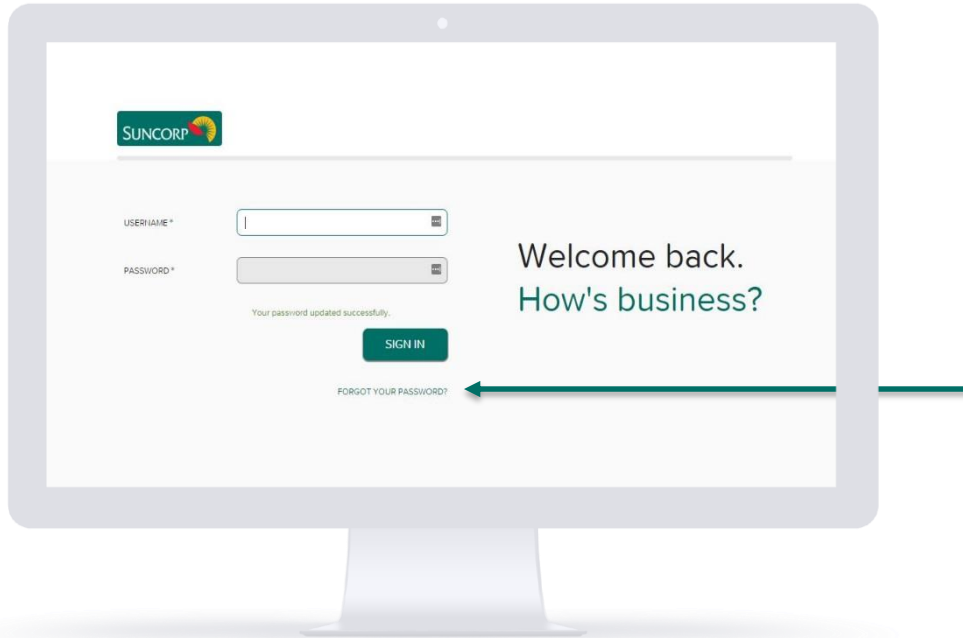 SUNCORP
USERNAME *
PASSWORD *
Your password updated successfully.
SIGN IN
FORGOT YOUR PASSWORD?
Welcome back.
How's business?